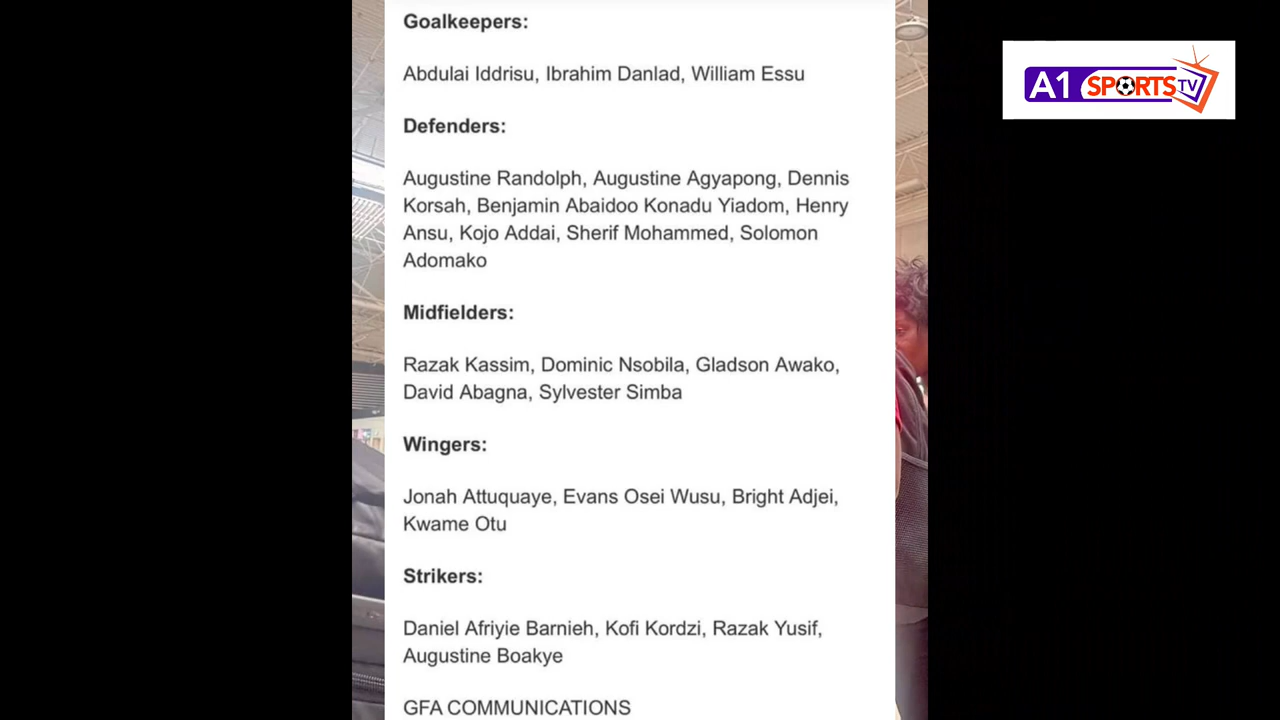 Goalkeepers:
Abdulai Iddrisu, Ibrahim Danlad, William Essu
Defenders:
Augustine Randolph, Augustine Agyapong, Dennis
Korsah, Benjamin Abaidoo Konadu Yiadom, Henry
Ansu, Kojo Addai, Sherif Mohammed, Solomon
Adomako
Midfielders:
Razak Kassim, Dominic Nsobila, Gladson Awako,
David Abagna, Sylvester Simba
Wingers:
Jonah Attuquaye, Evans Osei Wusu, Bright Adjei,
Kwame Otu
Strikers:
Daniel Afriyie Barnieh, Kofi Kordzi, Razak Yusif,
Augustine Boakye
GFA COMMUNICATIONS
A1 SPORTS TV